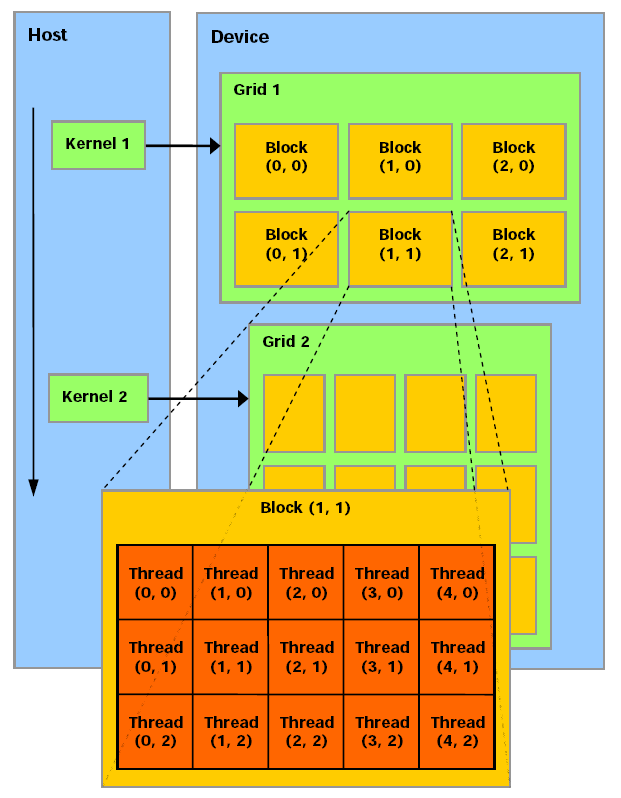 Host
Device
Grid 1
Kernel 1
Block
(0, 0)
Block
(1, 0)
Block
(2, 0)
Block
(0, 1)
Block
(1, 1)
Block
(2, 1)
Grid 2
Kernel 2
Block (1, 1)
Thread
(0, 0)
Thread
(1, 0)
Thread
(2, 0)
Thread
(3, 0)
Thread
(4, 0)
Thread
(0, 1)
Thread
(1, 1)
Thread
(2, 1)
Thread
(3, 1)
Thread
(4, 1)
Thread
(0, 2)
Thread
(1, 2)
Thread
(2, 2)
Thread
(3, 2)
Thread
(4, 2)